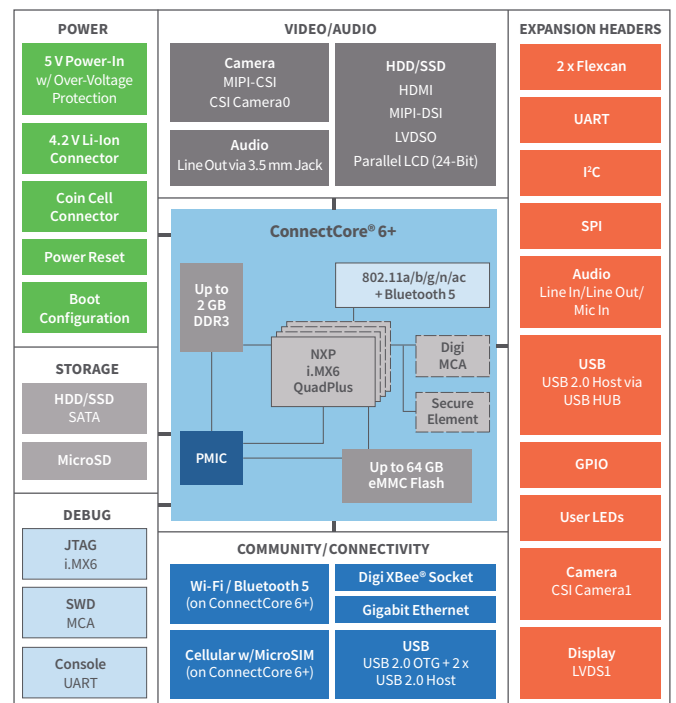 POWER
5 V Power-In
w/ Over-Voltage
Protection
4.2 V Li-Ion
Connector
Coin Cell
Connector
Power Reset
Boot
Configuration
STORAGE
HDD/SSD
SATA
MicroSD
DEBUG
JTAG
i.MX6
SWD
MCA
Console
UART
VIDEO/AUDIO
Camera
MIPI-CSI
CSI Camera0
Audio
Line Out via 3.5 mm Jack
HDD/SSD
HDMI
MIPI-DSI
LVDSO
Parallel LCD (24-Bit)
ConnectCore® 6+
Up to
2 GB
DDR3
802.11a/b/g/n/ac
+ Bluetooth 5
NXP
i.MX6
QuadPlus
Digi
MCA
Secure
Element
PMIC
Up to 64 GB
eMMC Flash
COMMUNITY/CONNECTIVITY
Wi-Fi / Bluetooth 5
(on ConnectCore 6+)
Digi XBee® Socket
Gigabit Ethernet
Cellular w/MicroSIM
(on ConnectCore 6+)
USB
USB 2.0 OTG + 2 x
USB 2.0 Host
EXPANSION HEADERS
2 x Flexcan
UART
I²C
SPI
Audio
Line In/Line Out/
Mic In
USB
USB 2.0 Host via
USB HUB
GPIO
User LEDs
Camera
CSI Camera1
Display
LVDS1